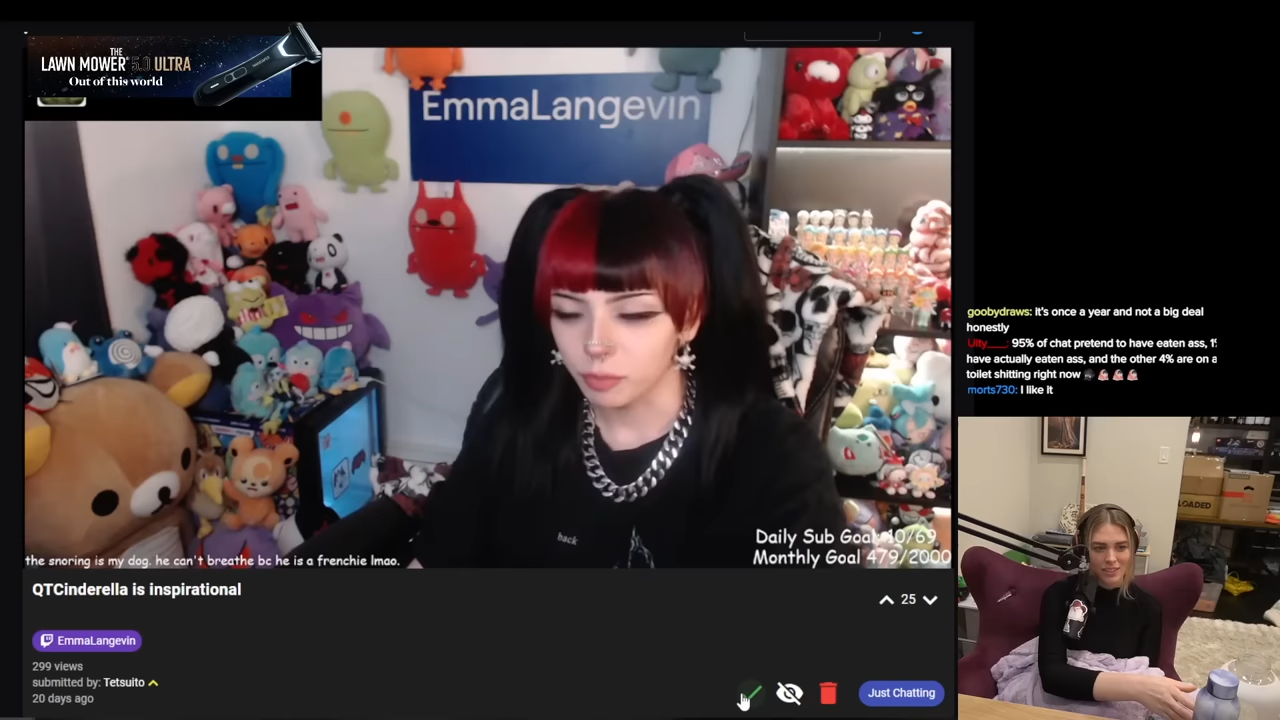 THE
LAWN MOWER 5.0 ULTRA
Out of this world
EmmaLangevin
back
Daily Sub Goal: 10/69
Monthly Goal 479/2000
the snoring is my dog. he can't breathe bc he is a frenchie lmao.
QTCinderella is inspirational
25
EmmaLangevin
299 views
submitted by: Tetsuito
20 days ago
Just Chatting
goobydraws: it's once a year and not a big deal
honestly
95% of chat pretend to have eaten ass,
have actually eaten ass, and the other 4% are on a
toilet shitting right now
morts730: I like it
LOADED